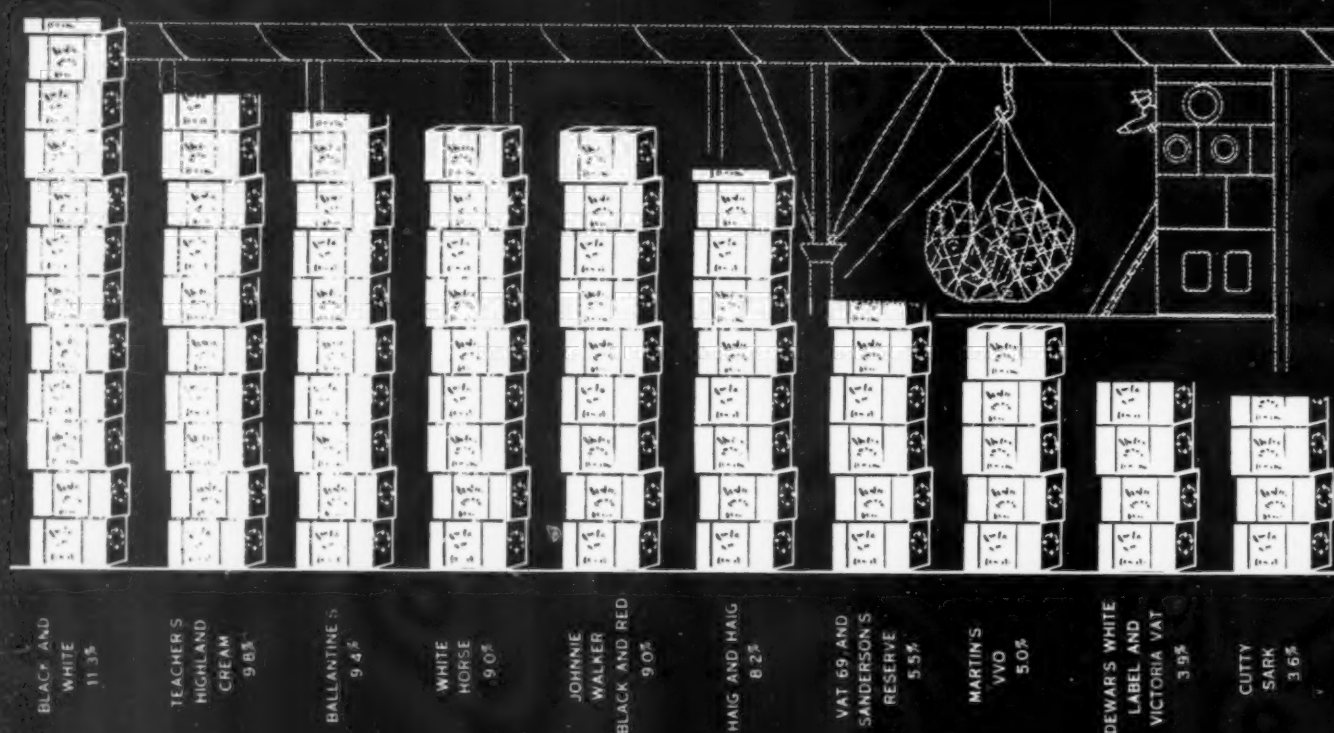 BLACK AND
WHITE
11.3%
TEACHER'S
HIGHLAND
CREAM
9.8%
BALLANTINE'S
9.4%
WHITE
HORSE
9.0%
JOHNNIE
WALKER
BLACK AND RED
9.0%
HAIG AND HAIG
8.2%
VAT 69 AND
SANDERSON'S
RESERVE
5.5%
MARTIN'S
VVO
5.0%
DEWAR'S WHITE
LABEL AND
VICTORIA VAT
3.9%
CUTTY
SARK
3.6%